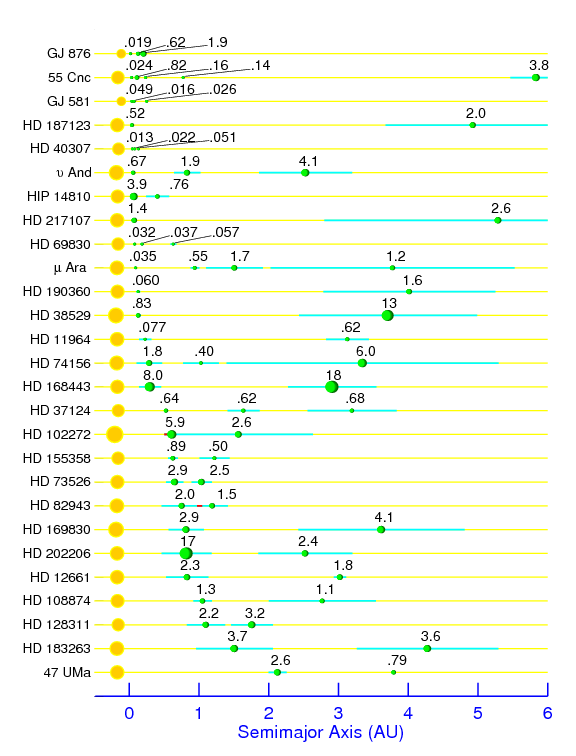 GJ 876 .019 .62 1.9
55 Cnc .024 .82 .16 .14 3.8
GJ 581 .049 .016 .026
HD 187123 .52 2.0
HD 40307 .013 .022 .051
υ And .67 1.9 4.1
HIP 14810 3.9 .76
HD 217107 1.4 2.6
HD 69830 .032 .037 .057
μ Ara .035 .55 1.7 1.2
HD 190360 .060 1.6
HD 38529 .83 13
HD 11964 .077 .62
HD 74156 1.8 .40 6.0
HD 168443 8.0 18
HD 37124 .64 .62 .68
HD 102272 5.9 2.6
HD 155358 .89 .50
HD 73526 2.9 2.5
HD 82943 2.0 1.5
HD 169830 2.9 4.1
HD 202206 17 2.4
HD 12661 2.3 1.8
HD 108874 1.3 1.1
HD 128311 2.2 3.2
HD 183263 3.7 3.6
47 UMa 2.6 .79
0 1 2 3 4 5 6
Semimajor Axis (AU)